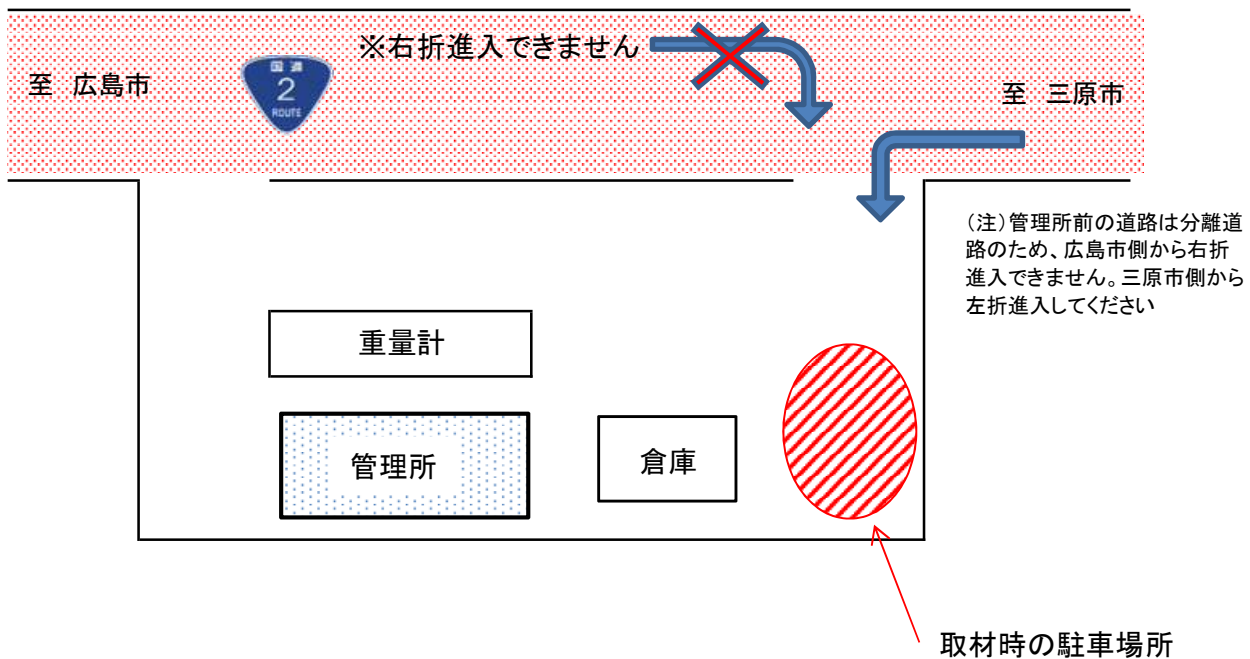 ※右折進入できません
至 広島市
国道
2
ROUTE
至 三原市
(注)管理所前の道路は分離道
路のため、広島市側から右折
進入できません。三原市側から
左折進入してください
重量計
管理所
倉庫
取材時の駐車場所